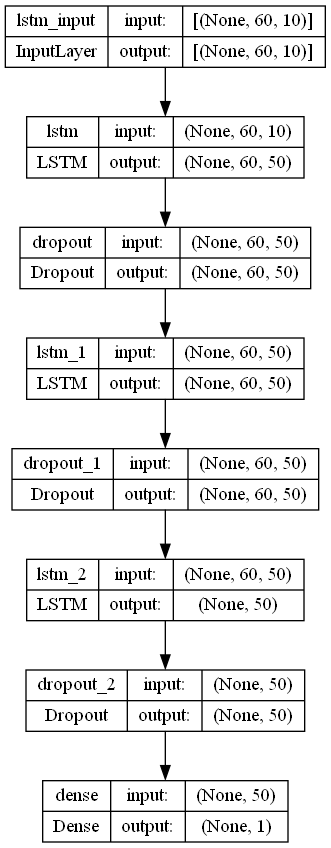 lstm_input input: [(None, 60, 10)]
InputLayer output: [(None, 60, 10)]
lstm input: (None, 60, 10)
LSTM output: (None, 60, 50)
dropout input: (None, 60, 50)
Dropout output: (None, 60, 50)
lstm_1 input: (None, 60, 50)
LSTM output: (None, 60, 50)
dropout_1 input: (None, 60, 50)
Dropout output: (None, 60, 50)
lstm_2 input: (None, 60, 50)
LSTM output: (None, 50)
dropout_2 input: (None, 50)
Dropout output: (None, 50)
dense input: (None, 50)
Dense output: (None, 1)